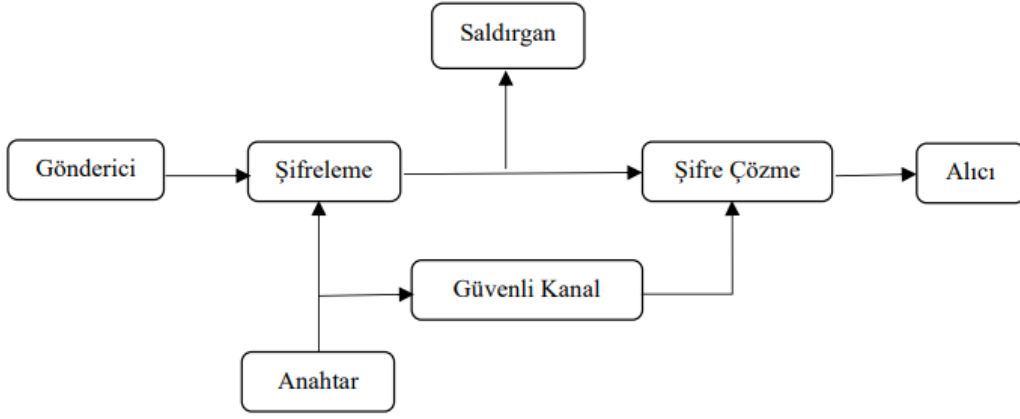 Saldırgan
Gönderici
Şifreleme
Şifre Çözme
Alıcı
Güvenli Kanal
Anahtar